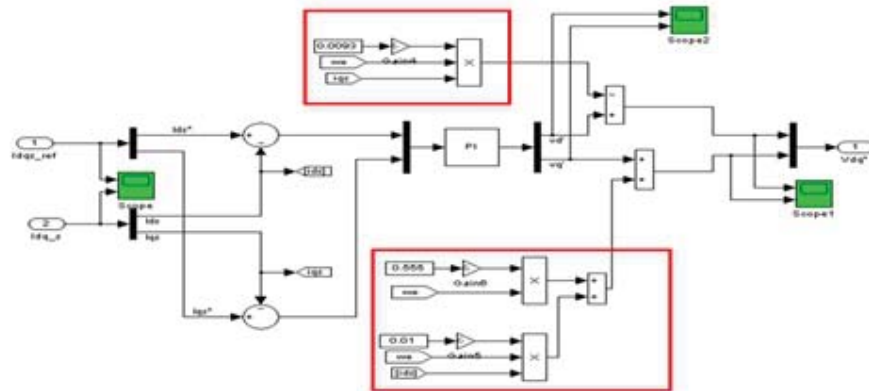 0.0093
Gain4
we
iqs
X
Scope2
1
Idqs_ref
Ids*
+
-
PI
vd'
vq'
-
+
+
+
1
Vdq*
Scope
[ids]
Scope1
2
Idq_s
Ids
Iqs
iqs
Iqs*
+
-
0.555
Gain6
we
X
+
+
0.01
Gain5
we
[ids]
X